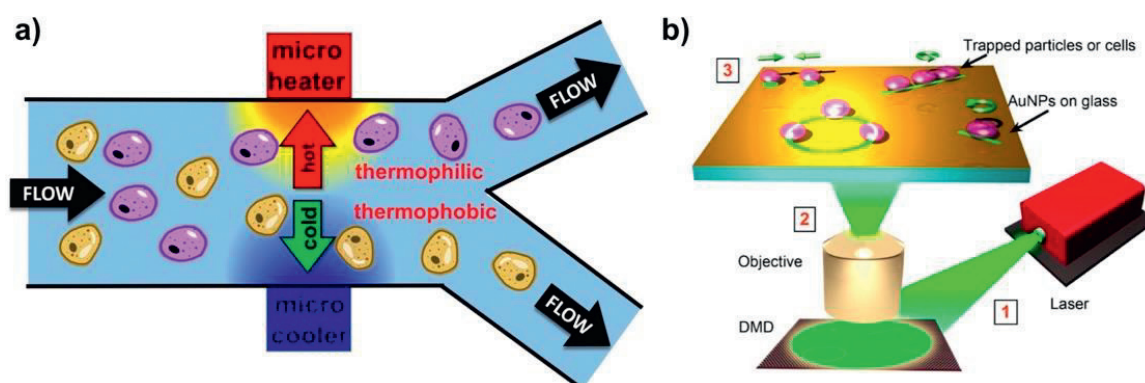 a)
micro
heater
FLOW
hot
thermophilic
FLOW
thermophobic
cold
micro
cooler
FLOW
b)
3
Trapped particles or cells
AuNPs on glass
2
Objective
Laser
1
DMD